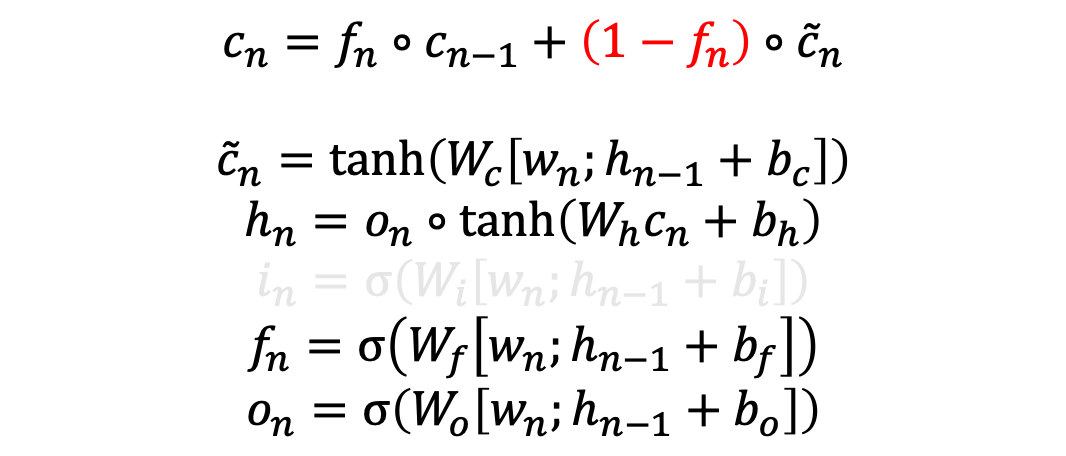 cₙ = fₙ ∘ cₙ₋₁ + (1 − fₙ) ∘ c̃ₙ
c̃ₙ = tanh(W_c[wₙ; hₙ₋₁ + b_c])
hₙ = oₙ ∘ tanh(W_h cₙ + b_h)
iₙ = σ(W_i[wₙ; hₙ₋₁ + b_i])
fₙ = σ(W_f[wₙ; hₙ₋₁ + b_f])
oₙ = σ(W_o[wₙ; hₙ₋₁ + b_o])